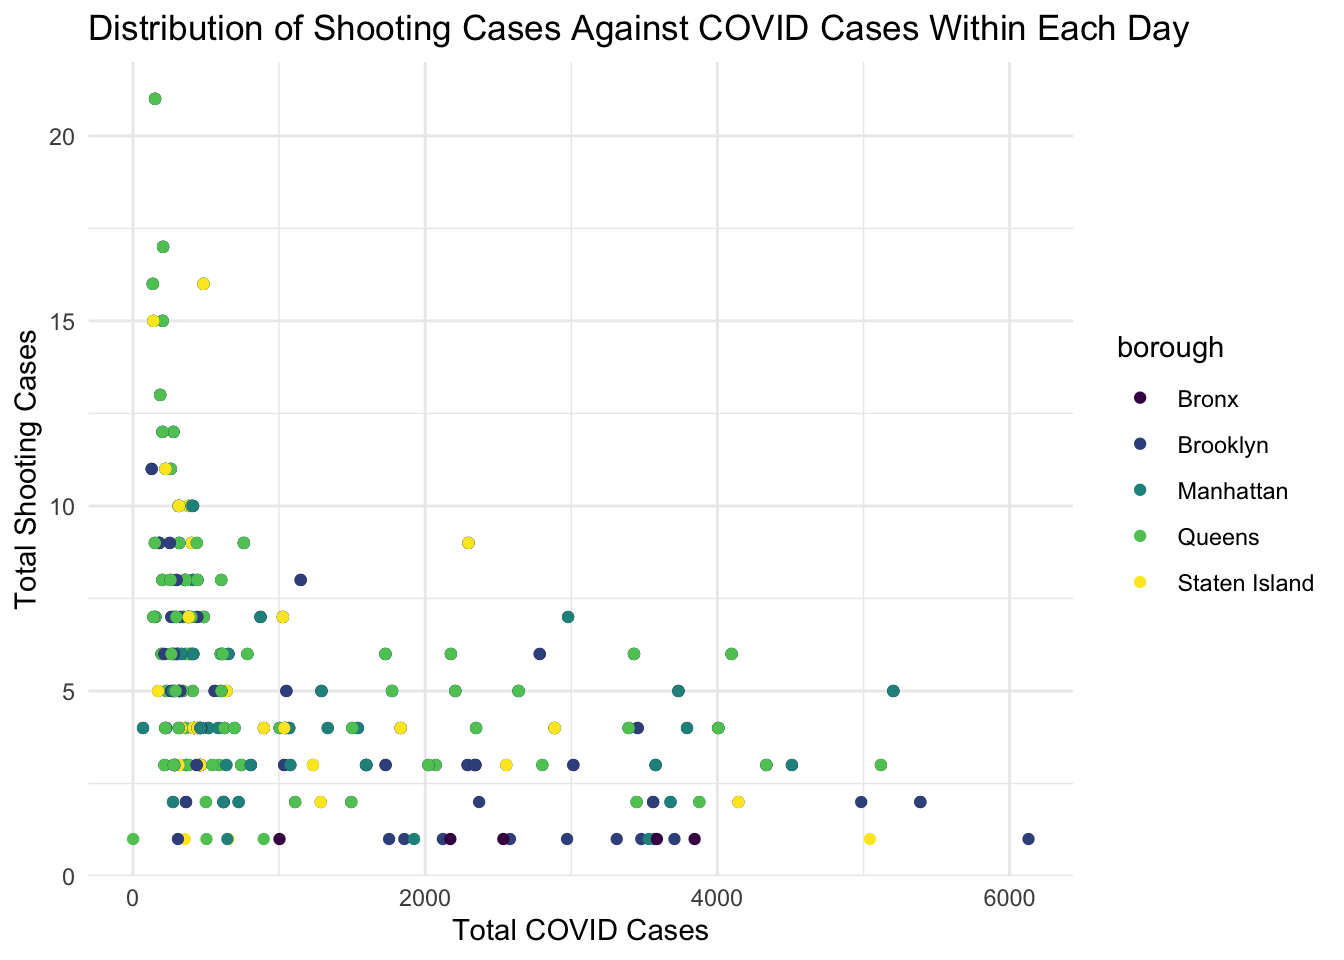 Distribution of Shooting Cases Against COVID Cases Within Each Day
Total Shooting Cases
20
15
10
5
0
0 2000 4000 6000
Total COVID Cases
borough
Bronx
Brooklyn
Manhattan
Queens
Staten Island